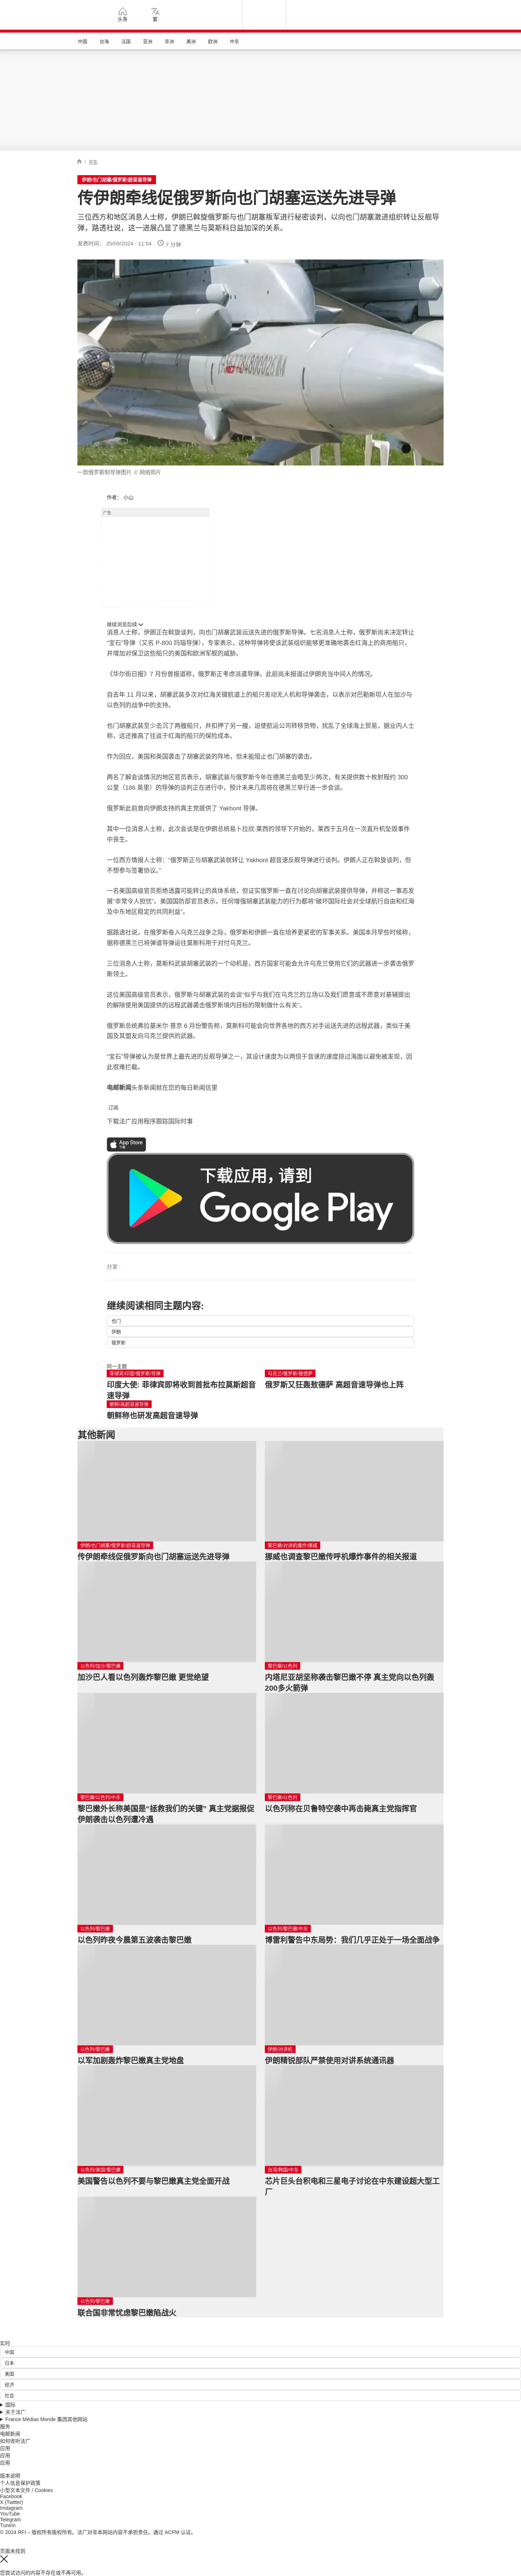 头条
繁
中国
台海
法国
亚洲
非洲
美洲
欧洲
中东
伊朗/也门胡塞/俄罗斯/超音速导弹
传伊朗牵线促俄罗斯向也门胡塞运送先进导弹
三位西方和地区消息人士称，伊朗已斡旋俄罗斯与也门胡塞叛军进行秘密谈判，以向也门胡塞激进组织转让反舰导弹，路透社说，这一进展凸显了德黑兰与莫斯科日益加深的关系。
发表时间： 25/09/2024 - 11:54
7 分钟
一款俄罗斯制导弹图片 © 网络照片
作者： 小山
广告
继续浏览后续
消息人士称，伊朗正在斡旋谈判，向也门胡塞武装运送先进的俄罗斯导弹。七名消息人士称，俄罗斯尚未决定转让“宝石”导弹（又名 P-800 玛瑙导弹），专家表示，这种导弹将使该武装组织能够更准确地袭击红海上的商用船只，并增加对保卫这些船只的美国和欧洲军舰的威胁。
《华尔街日报》7 月份曾报道称，俄罗斯正考虑派遣导弹。此前尚未报道过伊朗充当中间人的情况。
自去年 11 月以来，胡塞武装多次对红海关键航道上的船只发动无人机和导弹袭击，以表示对巴勒斯坦人在加沙与以色列的战争中的支持。
也门胡塞武装至少击沉了两艘船只，并扣押了另一艘，迫使航运公司转移货物，扰乱了全球海上贸易，据业内人士称，这还推高了往返于红海的船只的保险成本。
作为回应，美国和英国袭击了胡塞武装的阵地，但未能阻止也门胡塞的袭击。
两名了解会谈情况的地区官员表示，胡塞武装与俄罗斯今年在德黑兰会晤至少两次，有关提供数十枚射程约 300 公里（186 英里）的导弹的谈判正在进行中，预计未来几周将在德黑兰举行进一步会谈。
俄罗斯此前曾向伊朗支持的真主党提供了 Yakhont 导弹。
其中一位消息人士称，此次会谈是在伊朗总统易卜拉欣·莱西的领导下开始的，莱西于五月在一次直升机坠毁事件中丧生。
一位西方情报人士称：“俄罗斯正与胡塞武装就转让 Yakhont 超音速反舰导弹进行谈判。伊朗人正在斡旋谈判，但不想参与签署协议。”
一名美国高级官员拒绝透露可能转让的具体系统，但证实俄罗斯一直在讨论向胡塞武装提供导弹，并称这一事态发展“非常令人担忧”。美国国防部官员表示，任何增强胡塞武装能力的行为都将“破坏国际社会对全球航行自由和红海及中东地区稳定的共同利益”。
据路透社说，在俄罗斯卷入乌克兰战争之际，俄罗斯和伊朗一直在培养更紧密的军事关系。美国本月早些时候称，据称德黑兰已将弹道导弹运往莫斯科用于对付乌克兰。
三位消息人士称，莫斯科武装胡塞武装的一个动机是，西方国家可能会允许乌克兰使用它们的武器进一步袭击俄罗斯领土。
这位美国高级官员表示，俄罗斯与胡塞武装的会谈“似乎与我们在乌克兰的立场以及我们愿意或不愿意对基辅提出的解除使用美国提供的远程武器袭击俄罗斯境内目标的限制做什么有关”。
俄罗斯总统弗拉基米尔·普京 6 月份警告称，莫斯科可能会向世界各地的西方对手运送先进的远程武器，类似于美国及其盟友向乌克兰提供的武器。
“宝石”导弹被认为是世界上最先进的反舰导弹之一，其设计速度为以两倍于音速的速度掠过海面以避免被发现，因此很难拦截。
电邮新闻头条新闻就在您的每日新闻信里
订阅
下载法广应用程序跟踪国际时事
App Store
下载
下载应用，请到
Google Play
分享 :
继续阅读相同主题内容:
也门
伊朗
俄罗斯
同一主题
菲律宾/印度/俄罗斯/导弹
印度大使: 菲律宾即将收到首批布拉莫斯超音速导弹
乌克兰/俄罗斯/敖德萨
俄罗斯又狂轰敖德萨 高超音速导弹也上阵
朝鲜/高超音速导弹
朝鲜称也研发高超音速导弹
其他新闻
伊朗/也门胡塞/俄罗斯/超音速导弹
传伊朗牵线促俄罗斯向也门胡塞运送先进导弹
黎巴嫩/对讲机爆炸/挪威
挪威也调查黎巴嫩传呼机爆炸事件的相关报道
以色列/加沙/黎巴嫩
加沙巴人看以色列轰炸黎巴嫩 更觉绝望
黎巴嫩/以色列
内塔尼亚胡坚称袭击黎巴嫩不停 真主党向以色列轰200多火箭弹
黎巴嫩/以色列/中东
黎巴嫩外长称美国是“拯救我们的关键” 真主党据报促伊朗袭击以色列遭冷遇
黎巴嫩/以色列
以色列称在贝鲁特空袭中再击毙真主党指挥官
以色列/黎巴嫩
以色列昨夜今晨第五波袭击黎巴嫩
以色列/黎巴嫩/中东
博雷利警告中东局势：我们几乎正处于一场全面战争
以色列/黎巴嫩
以军加剧轰炸黎巴嫩真主党地盘
伊朗/对讲机
伊朗精锐部队严禁使用对讲系统通讯器
以色列/美国/黎巴嫩
美国警告以色列不要与黎巴嫩真主党全面开战
台湾/韩国/中东
芯片巨头台积电和三星电子讨论在中东建设超大型工厂
以色列/黎巴嫩
联合国非常忧虑黎巴嫩陷战火
实时
中国
日本
美国
经济
社会
国际
关于法广
France Médias Monde 集团其他网站
服务
电邮新闻
如何收听法广
应用
应用
应用
版本说明
个人信息保护政策
小型文本文件 / Cookies
Facebook
X (Twitter)
Instagram
YouTube
Telegram
TuneIn
© 2024 RFI – 版权所有版权所有。法广对非本网站内容不承担责任。通过 ACPM 认证。
页面未找到
您尝试访问的内容不存在或不再可用。